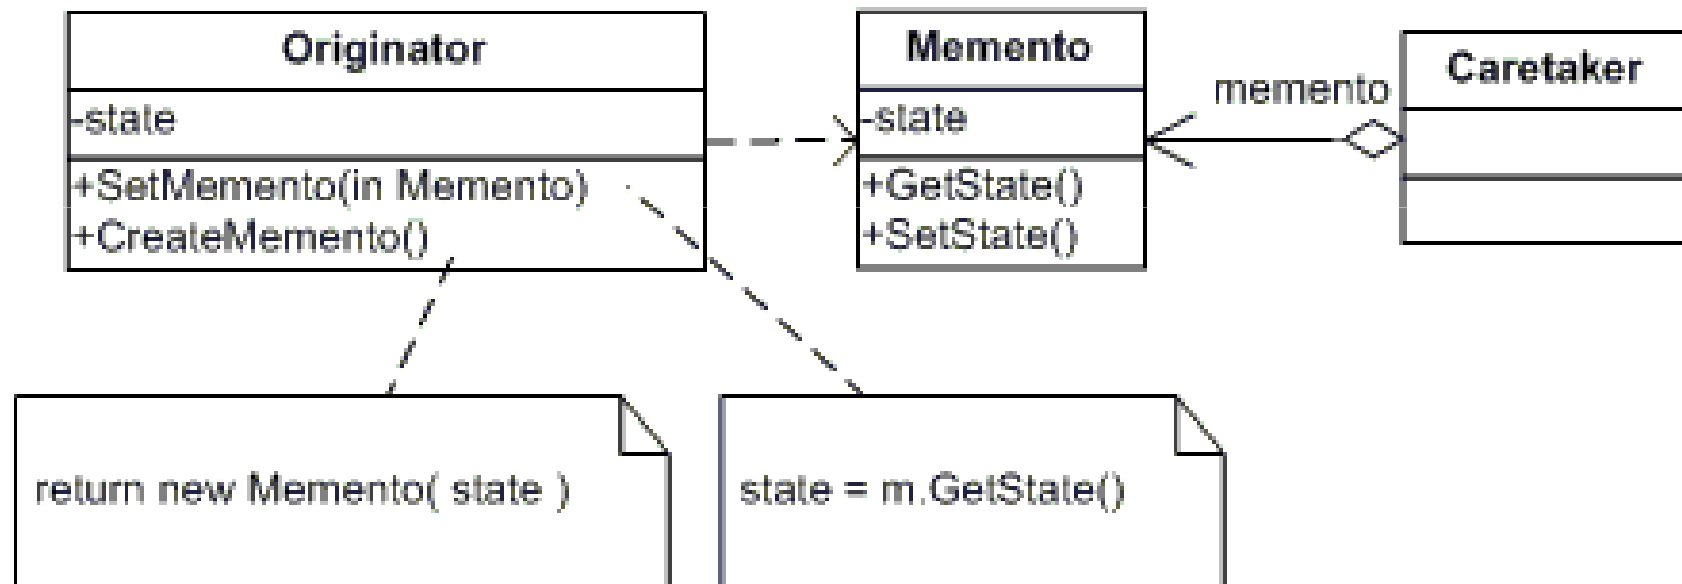 Originator
-state
+SetMemento(in Memento)
+CreateMemento()
Memento
-state
+GetState()
+SetState()
memento
Caretaker
return new Memento( state )
state = m.GetState()